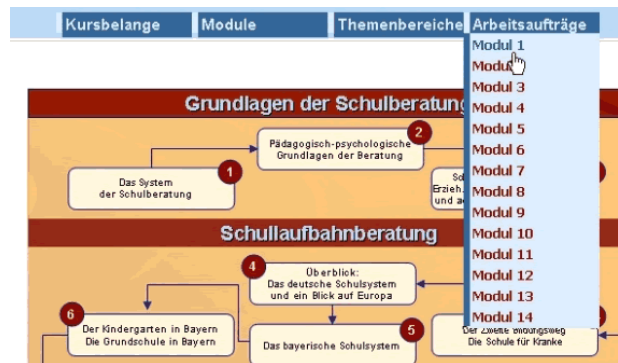 Kursbelange Module Themenbereiche Arbeitsaufträge
Modul 1
Modul
Modul 3
Modul 4
Modul 5
Modul 6
Modul 7
Modul 8
Modul 9
Modul 10
Modul 11
Modul 12
Modul 13
Modul 14
Grundlagen der Schulberatung
1
Das System
der Schulberatung
2
Pädagogisch-psychologische
Grundlagen der Beratung
Erzieh.
und
Schullaufbahnberatung
4
Überblick:
Das deutsche Schulsystem
und ein Blick auf Europa
6
Der Kindergarten in Bayern
Die Grundschule in Bayern
5
Das bayerische Schulsystem
Der Zweite Bildungsweg
Die Schule für Kranke